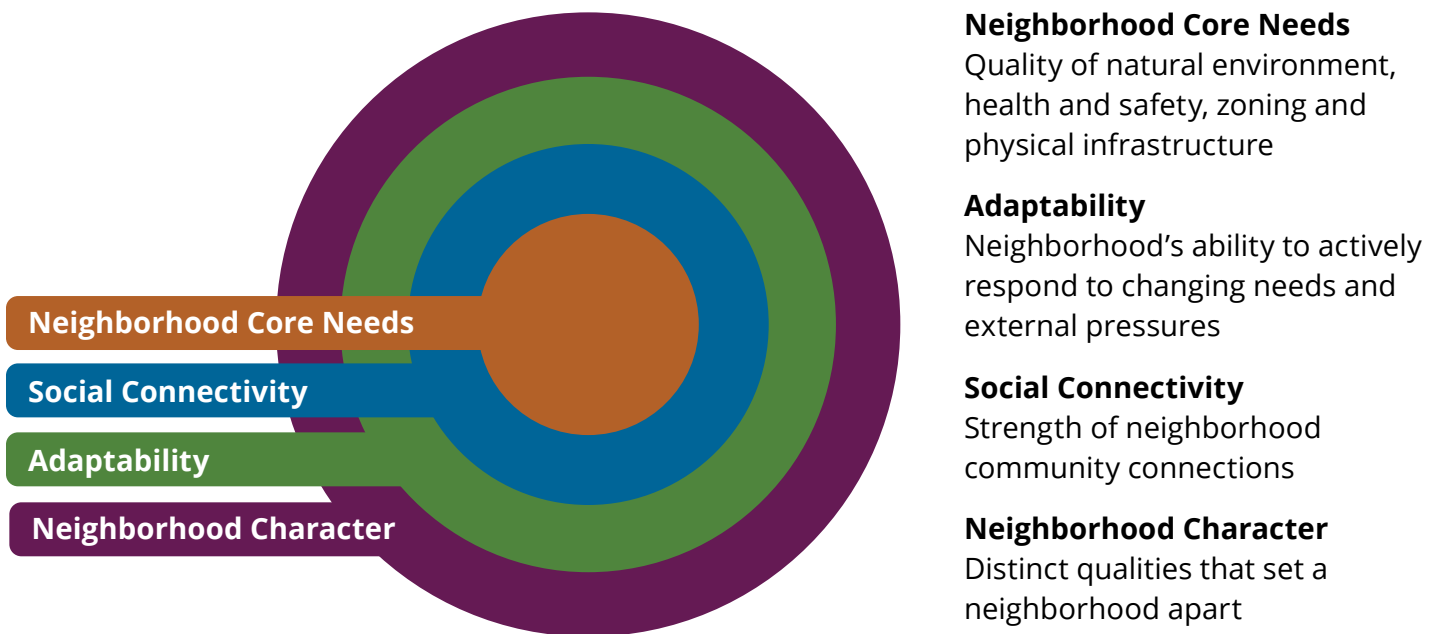 Neighborhood Core Needs
Social Connectivity
Adaptability
Neighborhood Character
Neighborhood Core Needs
Quality of natural environment,
health and safety, zoning and
physical infrastructure
Adaptability
Neighborhood’s ability to actively
respond to changing needs and
external pressures
Social Connectivity
Strength of neighborhood
community connections
Neighborhood Character
Distinct qualities that set a
neighborhood apart